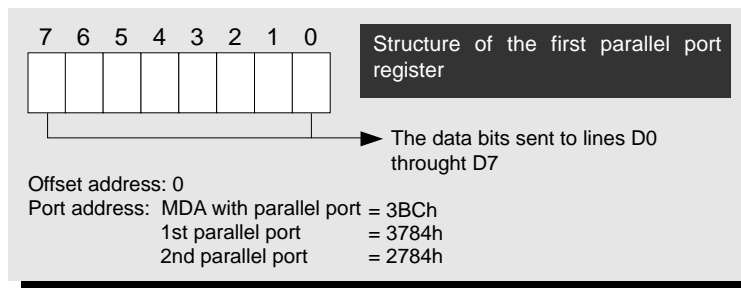 7 6 5 4 3 2 1 0
Structure of the first parallel port
register
The data bits sent to lines D0
throught D7
Offset address: 0
Port address: MDA with parallel port = 3BCh
1st parallel port = 3784h
2nd parallel port = 2784h